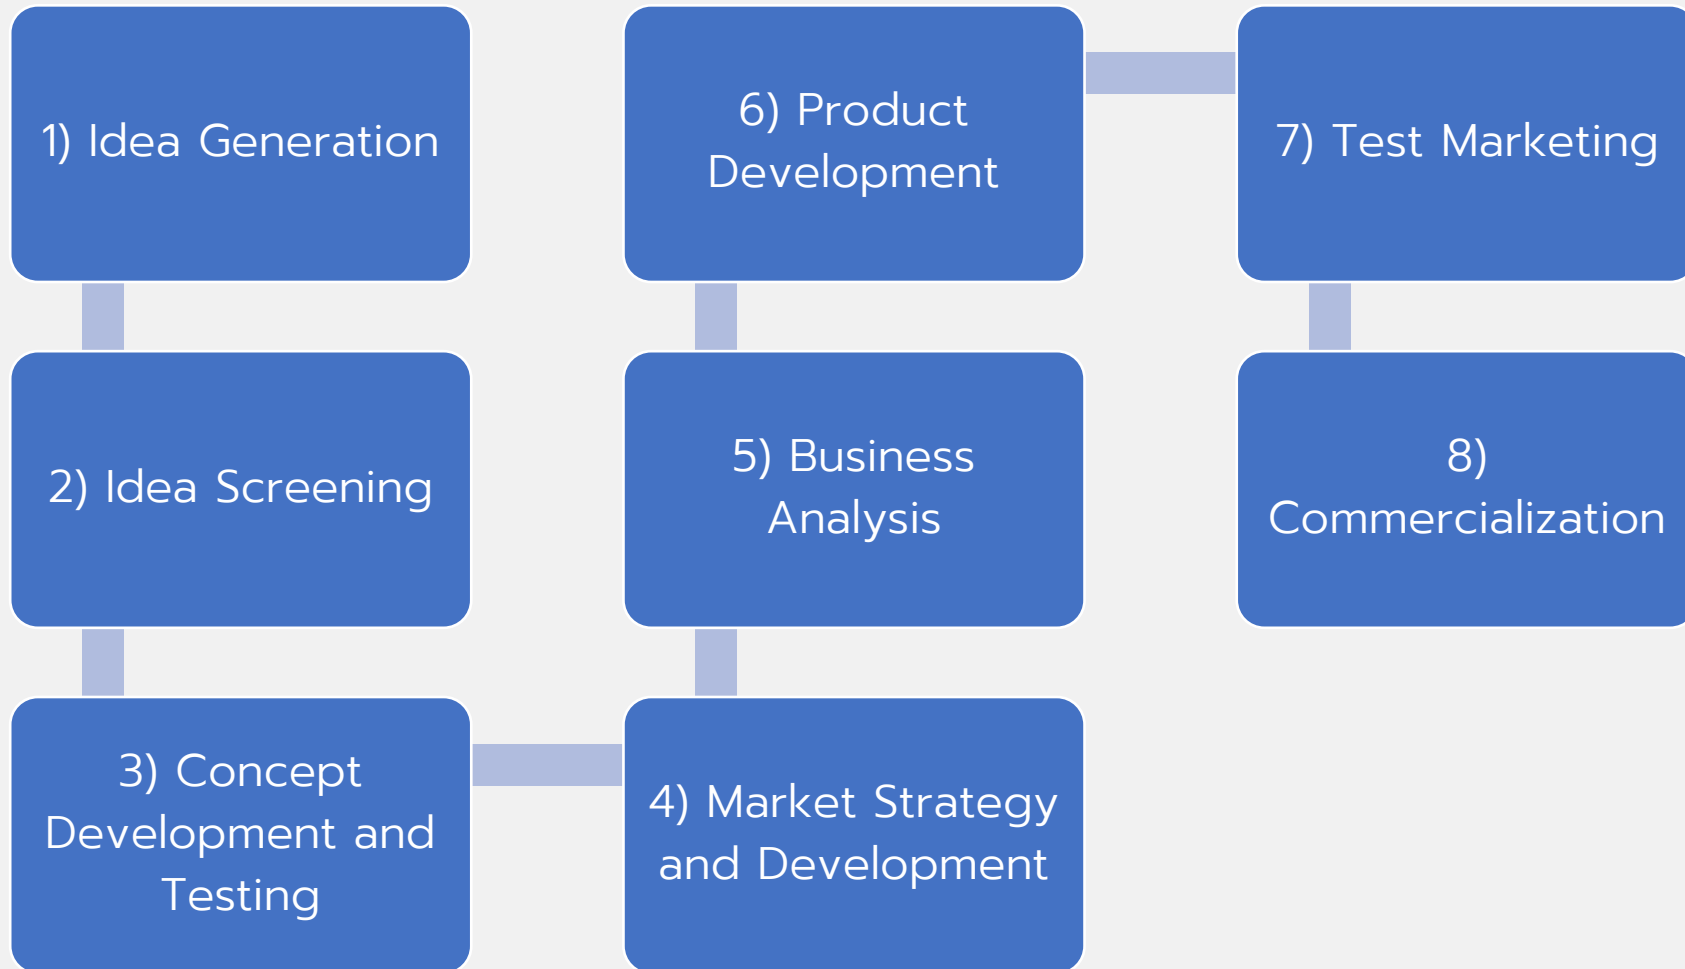 1) Idea Generation
2) Idea Screening
3) Concept
Development and
Testing
4) Market Strategy
and Development
5) Business
Analysis
6) Product
Development
7) Test Marketing
8)
Commercialization